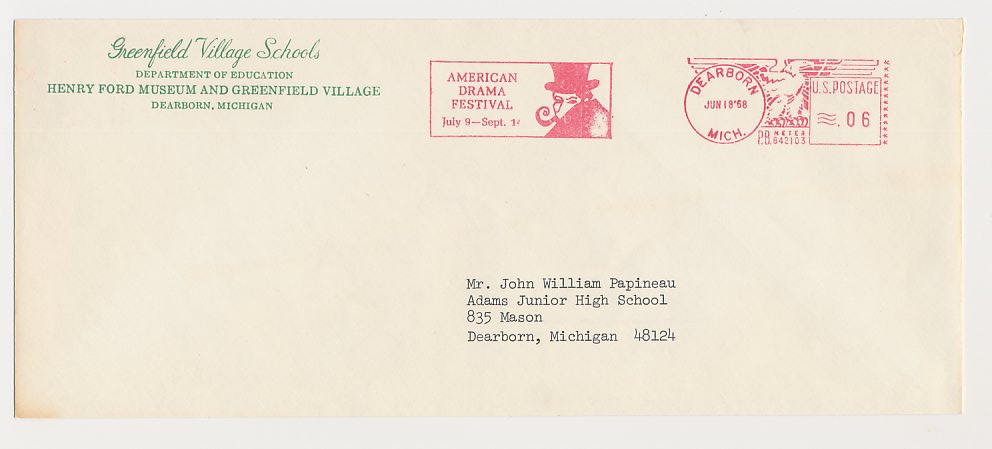 Greenfield Village Schools
DEPARTMENT OF EDUCATION
HENRY FORD MUSEUM AND GREENFIELD VILLAGE
DEARBORN, MICHIGAN
AMERICAN
DRAMA
FESTIVAL
July 9—Sept.
DEARBORN
JUN 18 '68
MICH.
U.S. POSTAGE
.06
P.B. METER
642103
Mr. John William Papineau
Adams Junior High School
835 Mason
Dearborn, Michigan 48124